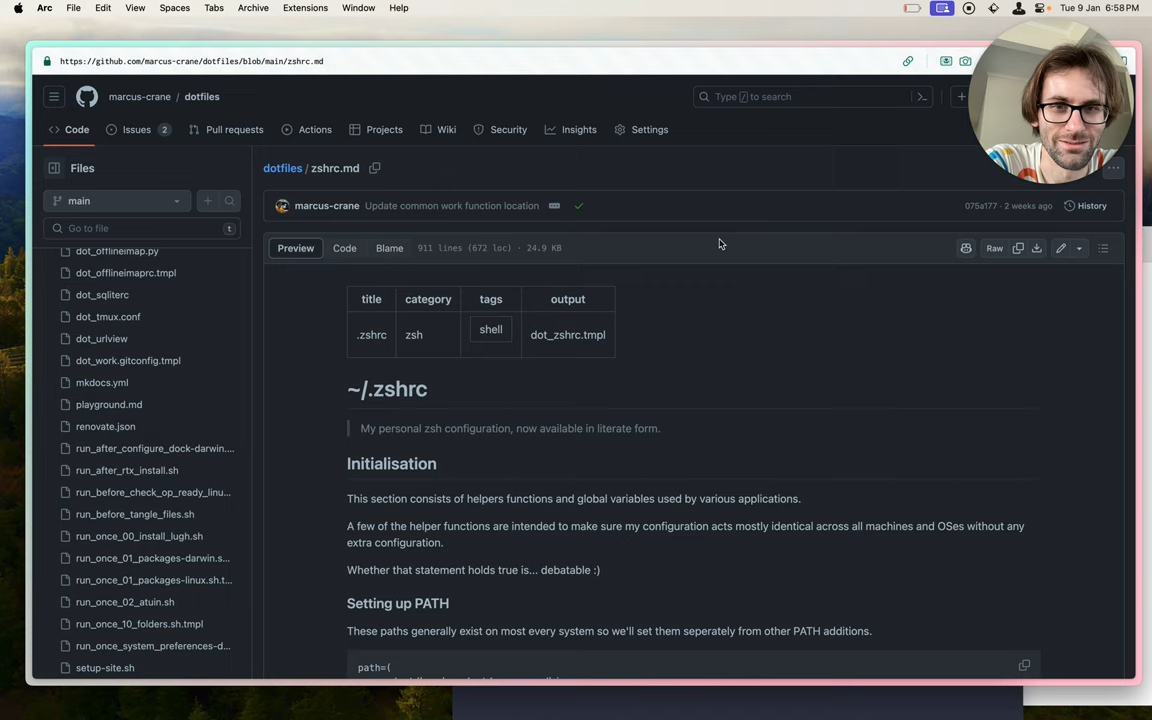 Arc File Edit View Spaces Tabs Archive Extensions Window Help Tue 9 Jan 6:58 PM
https://github.com/marcus-crane/dotfiles/blob/main/zshrc.md
marcus-crane / dotfiles
Type / to search
Code Issues 2 Pull requests Actions Projects Wiki Security Insights Settings
Files
dotfiles / zshrc.md
main
marcus-crane Update common work function location 075a177 · 2 weeks ago History
Go to file t
Preview Code Blame 911 lines (672 loc) · 24.9 KB Raw
dot_offlineimap.py
dot_offlineimaprc.tmpl
dot_sqliterc
dot_tmux.conf
dot_urlview
dot_work.gitconfig.tmpl
mkdocs.yml
playground.md
renovate.json
run_after_configure_dock-darwin....
run_after_rtx_install.sh
run_before_check_op_ready_linu...
run_before_tangle_files.sh
run_once_00_install_lugh.sh
run_once_01_packages-darwin.s...
run_once_01_packages-linux.sh.t...
run_once_02_atuin.sh
run_once_10_folders.sh.tmpl
run_once_system_preferences-d...
setup-site.sh
title category tags output
.zshrc zsh shell dot_zshrc.tmpl
~/.zshrc
My personal zsh configuration, now available in literate form.
Initialisation
This section consists of helpers functions and global variables used by various applications.
A few of the helper functions are intended to make sure my configuration acts mostly identical across all machines and OSes without any
extra configuration.
Whether that statement holds true is... debatable :)
Setting up PATH
These paths generally exist on most every system so we'll set them seperately from other PATH additions.
path=(